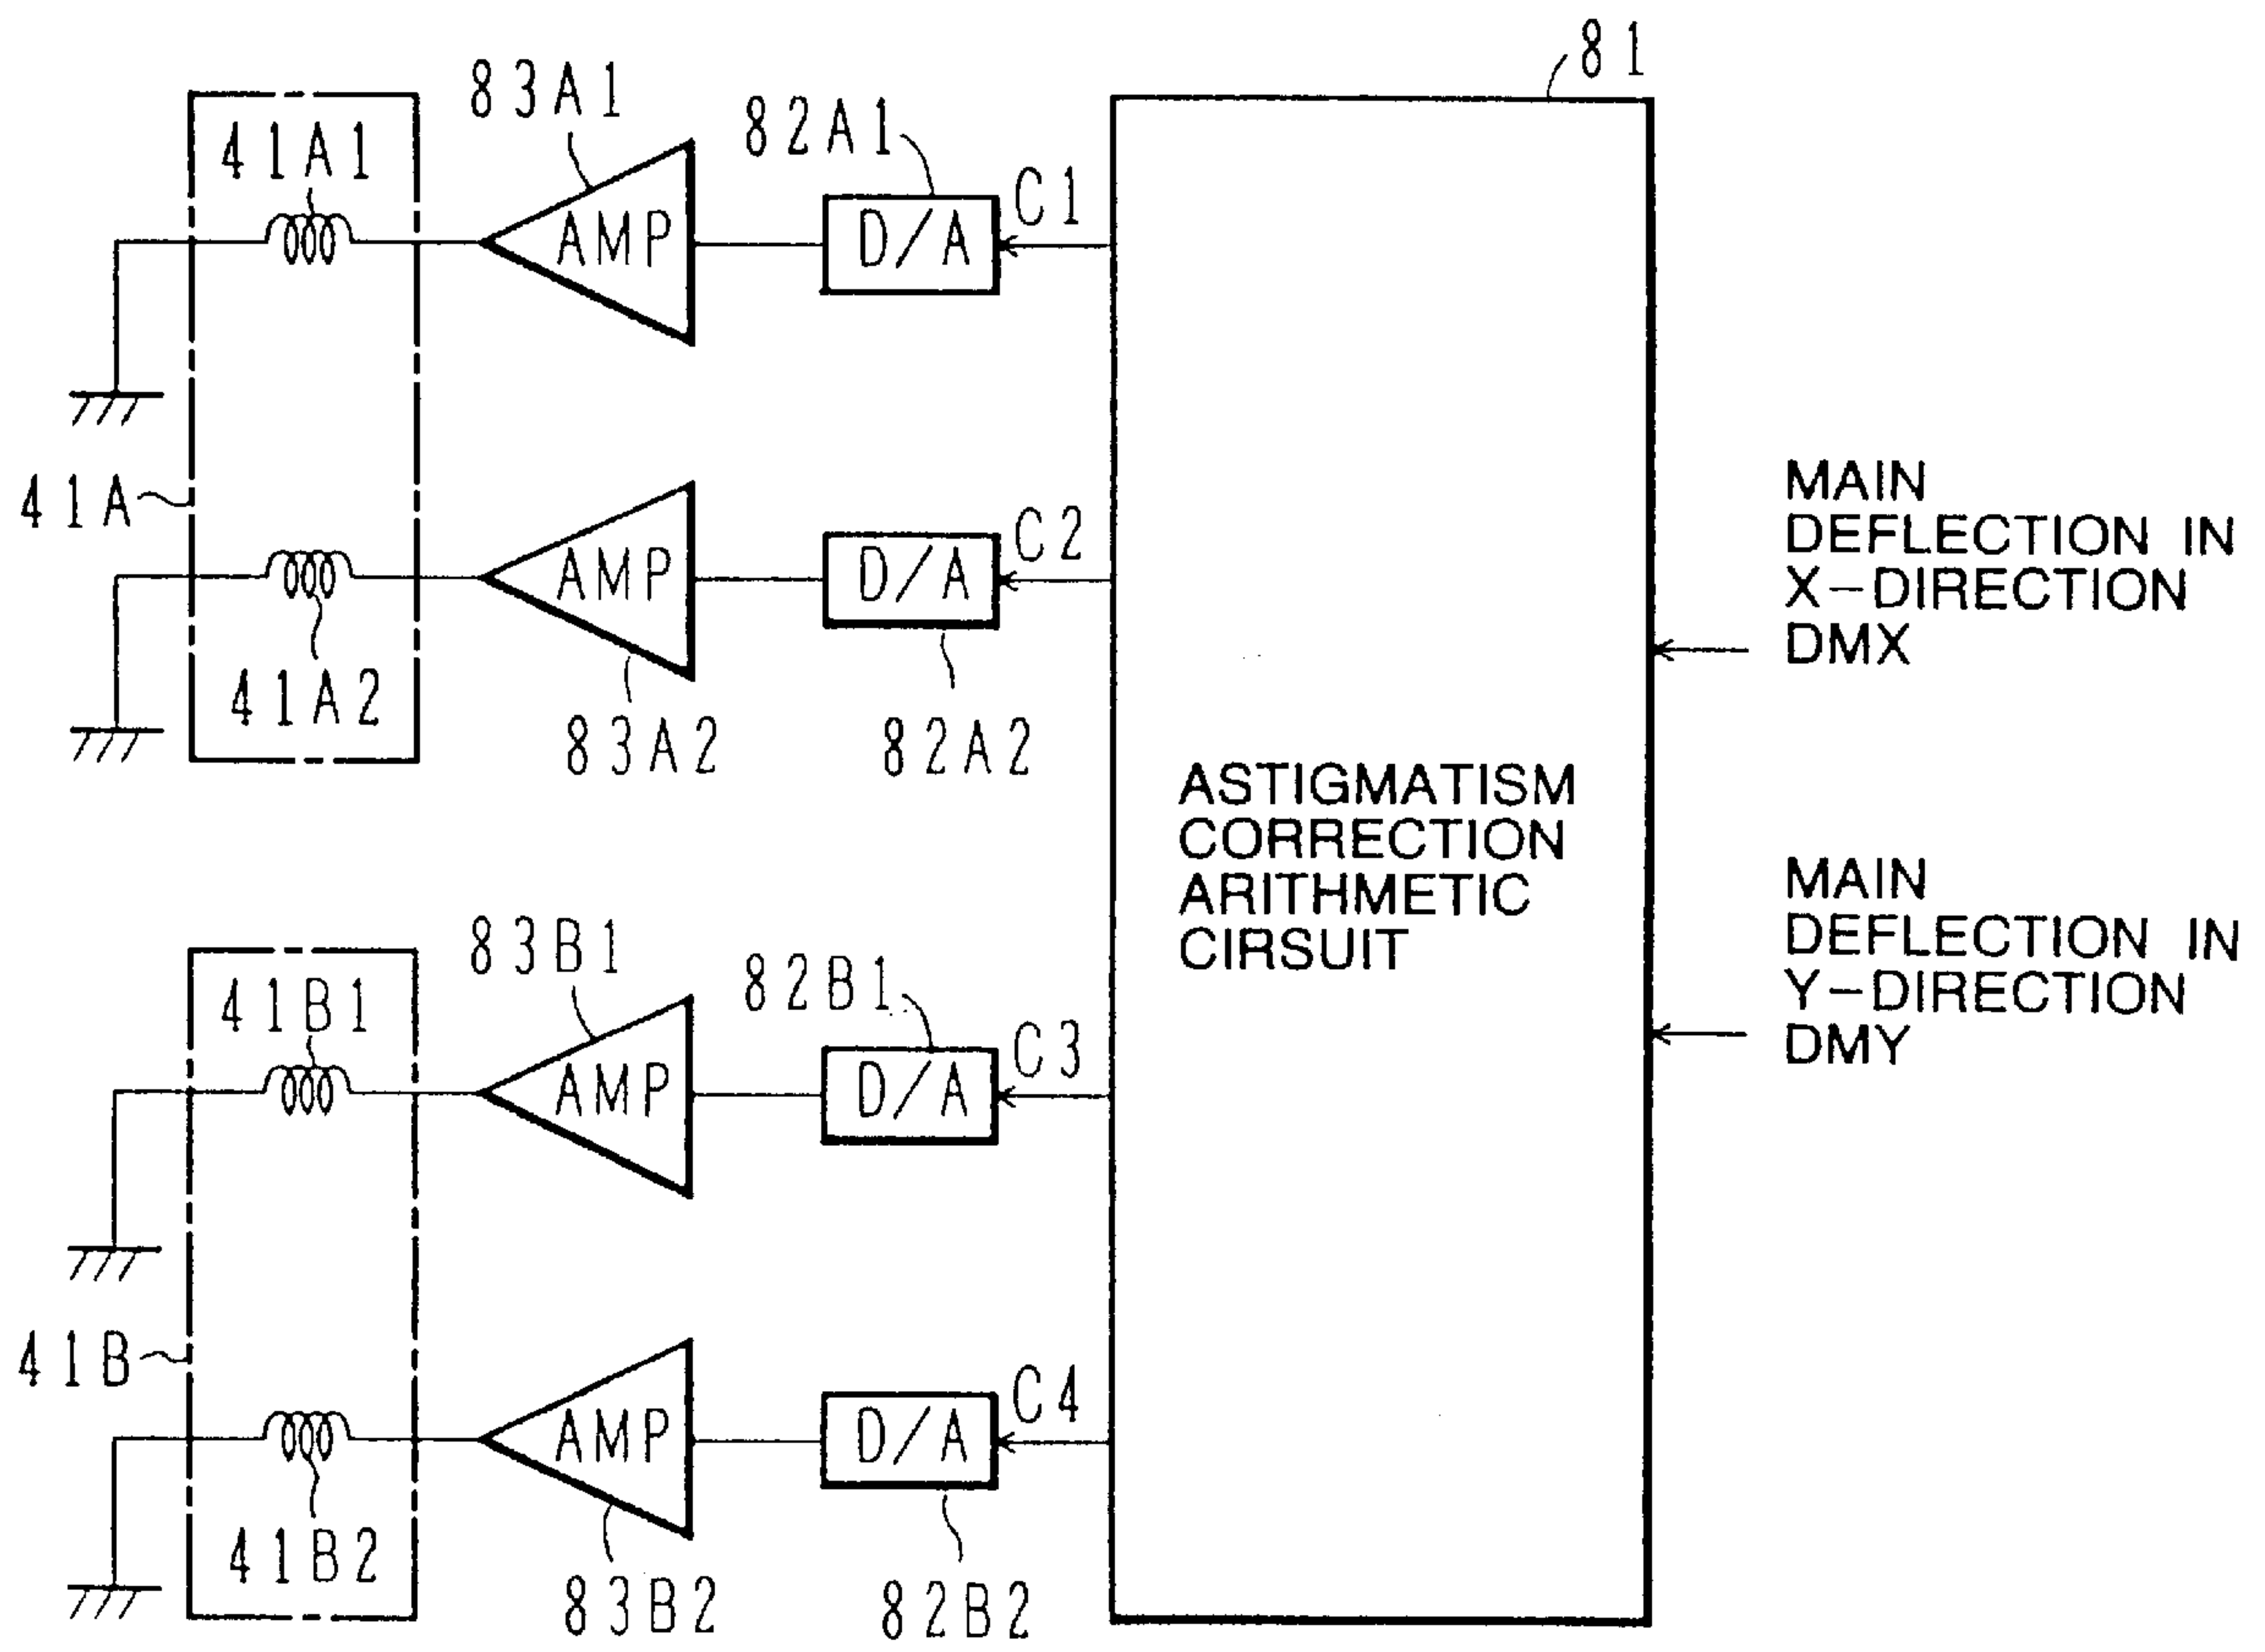 81
83A1
82A1
41A1
C1
AMP
D/A
MAIN
DEFLECTION IN
X-DIRECTION
DMX
41A
C2
AMP
D/A
41A2
83A2
82A2
ASTIGMATISM
CORRECTION
ARITHMETIC
CIRSUIT
MAIN
DEFLECTION IN
Y-DIRECTION
DMY
83B1
82B1
41B1
C3
AMP
D/A
41B
C4
AMP
D/A
41B2
83B2
82B2